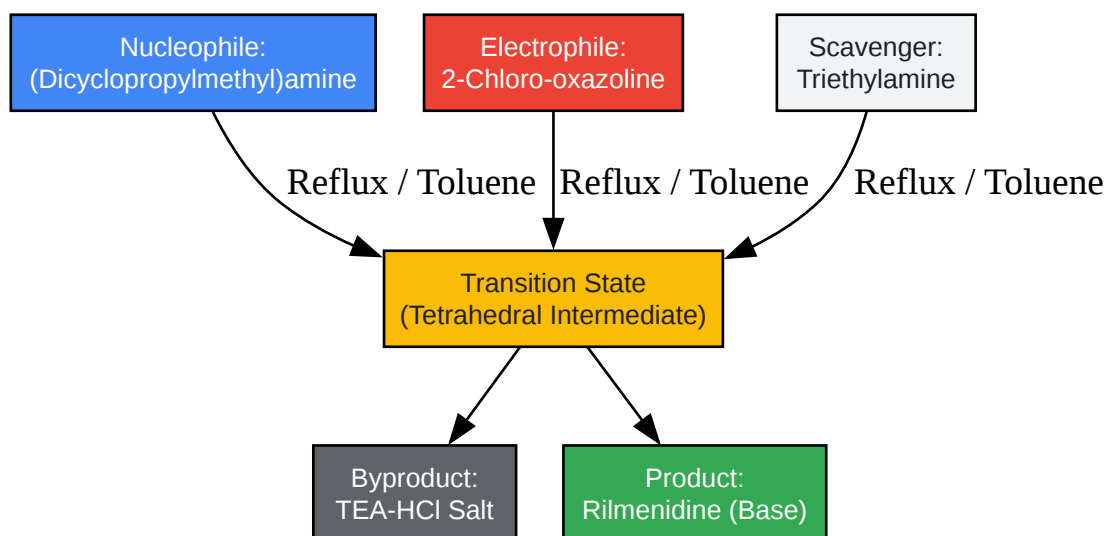 Nucleophile:
(Dicyclopropylmethyl)amine
Electrophile:
2-Chloro-oxazoline
Scavenger:
Triethylamine
Reflux / Toluene
Reflux / Toluene
Reflux / Toluene
Transition State
(Tetrahedral Intermediate)
Byproduct:
TEA-HCl Salt
Product:
Rilmenidine (Base)